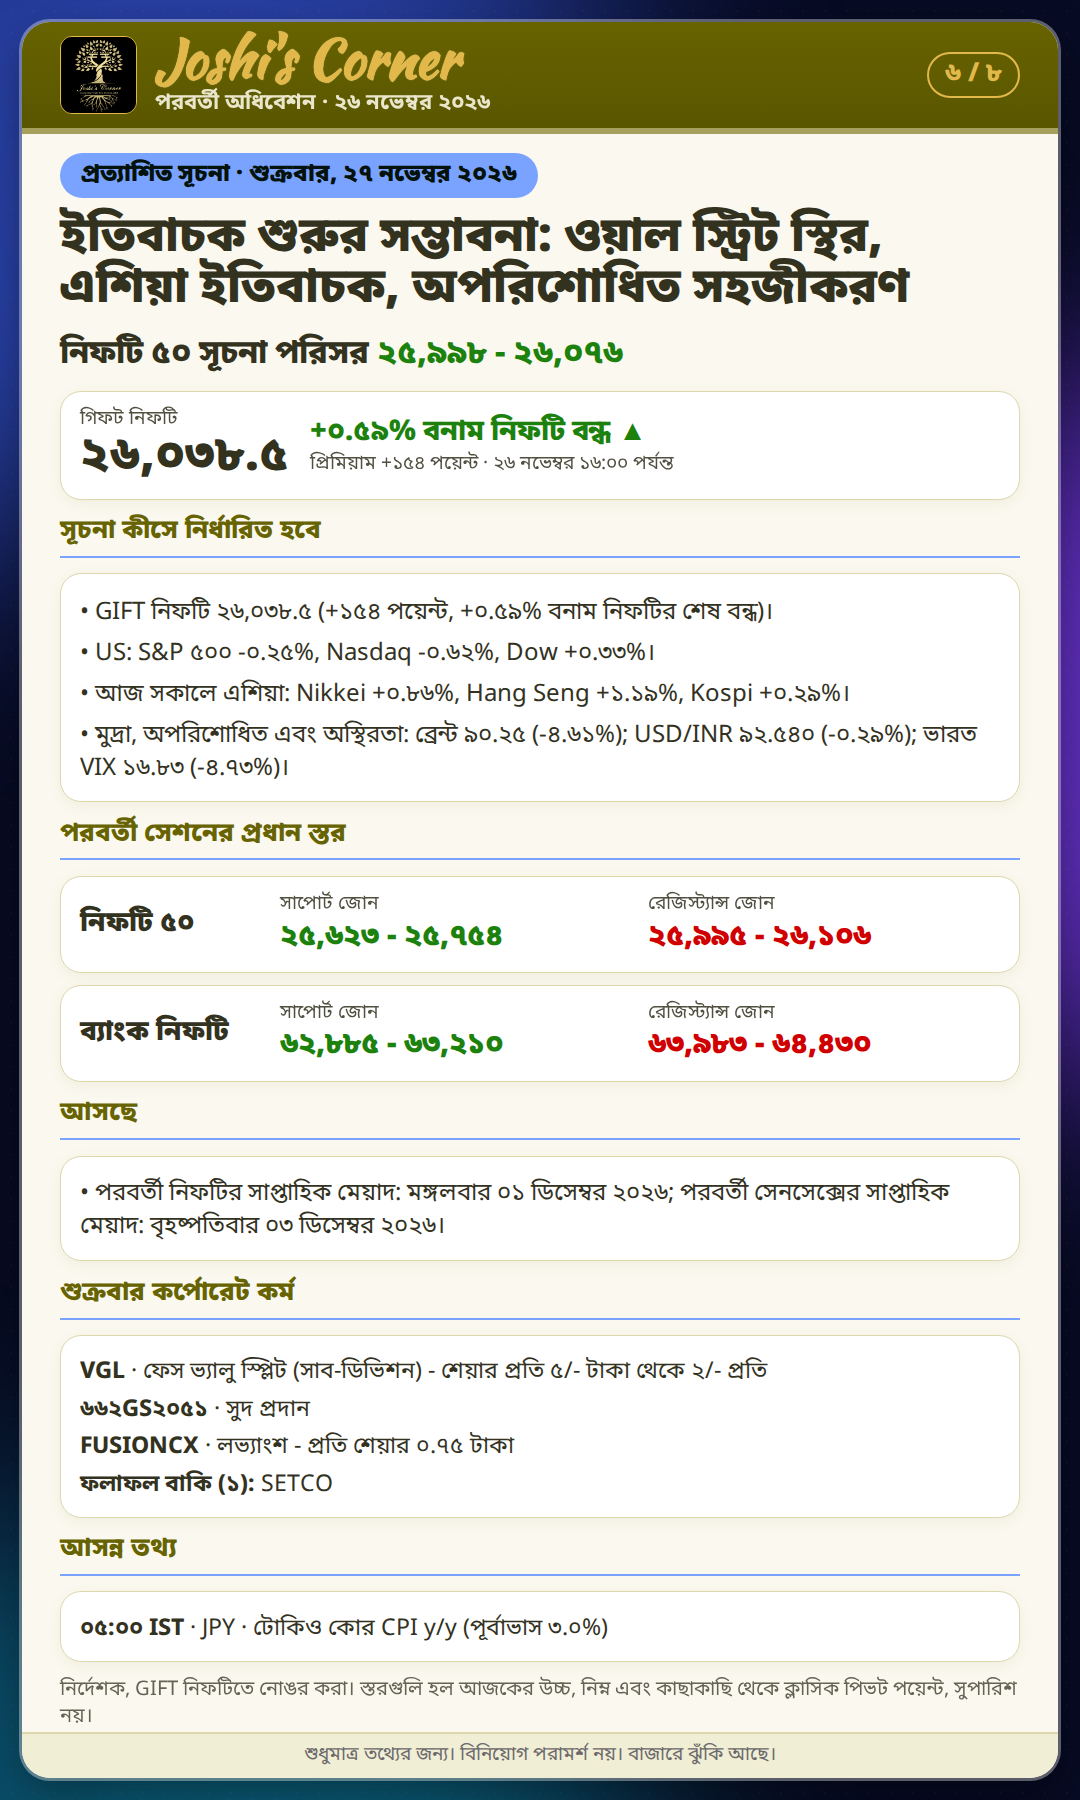 Joshi's Corner
পরবর্তী অধিবেশন · ২৬ নভেম্বর ২০২৬
৬ / ৮
প্রত্যাশিত সূচনা · শুক্রবার, ২৭ নভেম্বর ২০২৬
ইতিবাচক শুরুর সম্ভাবনা: ওয়াল স্ট্রিট স্থির,
এশিয়া ইতিবাচক, অপরিশোধিত সহজীকরণ
নিফটি ৫০ সূচনা পরিসর ২৫,৯৯৮ - ২৬,০৭৬
গিফট নিফটি
২৬,০৩৮.৫
+০.৫৯% বনাম নিফটি বন্ধ ▲
প্রিমিয়াম +১৫৪ পয়েন্ট · ২৬ নভেম্বর ১৬:০০ পর্যন্ত
সূচনা কীসে নির্ধারিত হবে
• GIFT নিফটি ২৬,০৩৮.৫ (+১৫৪ পয়েন্ট, +০.৫৯% বনাম নিফটির শেষ বন্ধ)।
• US: S&P ৫০০ -০.২৫%, Nasdaq -০.৬২%, Dow +০.৩৩%।
• আজ সকালে এশিয়া: Nikkei +০.৮৬%, Hang Seng +১.১৯%, Kospi +০.২৯%।
• মুদ্রা, অপরিশোধিত এবং অস্থিরতা: ব্রেন্ট ৯০.২৫ (-৪.৬১%); USD/INR ৯২.৫৪০ (-০.২৯%); ভারত
VIX ১৬.৮৩ (-৪.৭৩%)।
পরবর্তী সেশনের প্রধান স্তর
নিফটি ৫০
সাপোর্ট জোন
২৫,৬২৩ - ২৫,৭৫৪
রেজিস্ট্যান্স জোন
২৫,৯৯৫ - ২৬,১০৬
ব্যাংক নিফটি
সাপোর্ট জোন
৬২,৮৮৫ - ৬৩,২১০
রেজিস্ট্যান্স জোন
৬৩,৯৮৩ - ৬৪,৪৩০
আসছে
• পরবর্তী নিফটির সাপ্তাহিক মেয়াদ: মঙ্গলবার ০১ ডিসেম্বর ২০২৬; পরবর্তী সেনসেক্সের সাপ্তাহিক
মেয়াদ: বৃহষ্পতিবার ০৩ ডিসেম্বর ২০২৬।
শুক্রবার কর্পোরেট কর্ম
VGL · ফেস ভ্যালু স্প্লিট (সাব-ডিভিশন) - শেয়ার প্রতি ৫/- টাকা থেকে ২/- প্রতি
৬৬২GS২০৫১ · সুদ প্রদান
FUSIONCX · লভ্যাংশ - প্রতি শেয়ার ০.৭৫ টাকা
ফলাফল বাকি (১): SETCO
আসন্ন তথ্য
০৫:০০ IST · JPY · টোকিও কোর CPI y/y (পূর্বাভাস ৩.০%)
নির্দেশক, GIFT নিফটিতে নোঙর করা। স্তরগুলি হল আজকের উচ্চ, নিম্ন এবং কাছাকাছি থেকে ক্লাসিক পিভট পয়েন্ট, সুপারিশ
নয়।
শুধুমাত্র তথ্যের জন্য। বিনিয়োগ পরামর্শ নয়। বাজারে ঝুঁকি আছে।